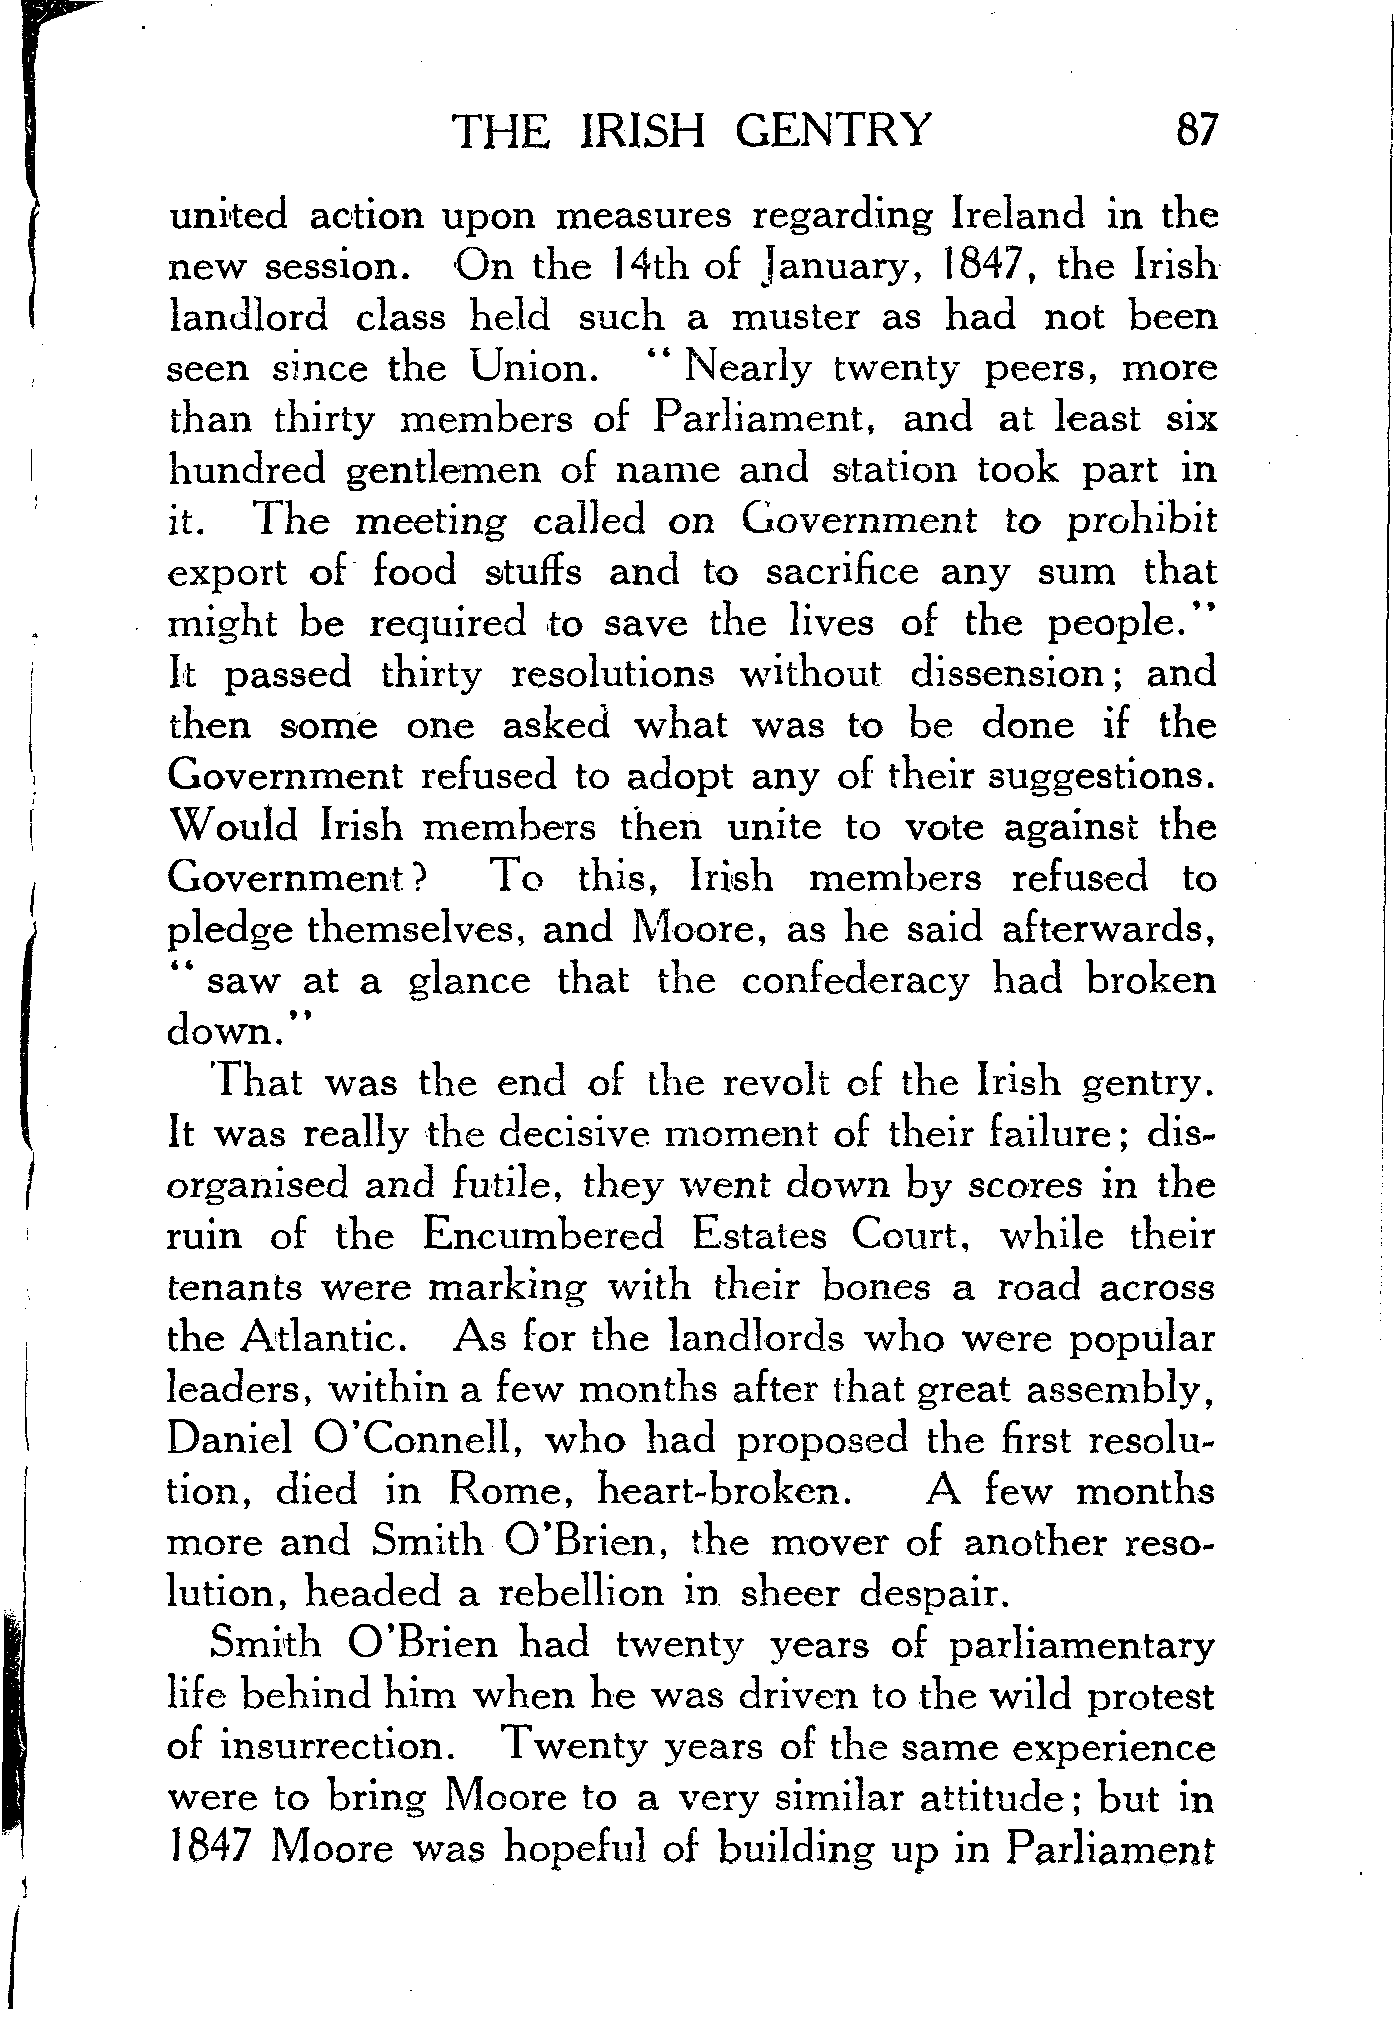 THE IRISH GENTRY 87
united action upon measures regarding Ireland in the
new session. On the 14th of January, 1847, the Irish
landlord class held such a muster as had not been
seen since the Union. “ Nearly twenty peers, more
than thirty members of Parliament, and at least six
hundred gentlemen of name and station took part in
it. The meeting called on Government to prohibit
export of food stuffs and to sacrifice any sum that
might be required to save the lives of the people.”
It passed thirty resolutions without dissension; and
then some one asked what was to be done if the
Government refused to adopt any of their suggestions.
Would Irish members then unite to vote against the
Government? To this, Irish members refused to
pledge themselves, and Moore, as he said afterwards,
“ saw at a glance that the confederacy had broken
down.”
That was the end of the revolt of the Irish gentry.
It was really the decisive moment of their failure; dis-
organised and futile, they went down by scores in the
ruin of the Encumbered Estates Court, while their
tenants were marking with their bones a road across
the Atlantic. As for the landlords who were popular
leaders, within a few months after that great assembly,
Daniel O'Connell, who had proposed the first resolu-
tion, died in Rome, heart-broken. A few months
more and Smith O'Brien, the mover of another reso-
lution, headed a rebellion in sheer despair.
Smith O'Brien had twenty years of parliamentary
life behind him when he was driven to the wild protest
of insurrection. Twenty years of the same experience
were to bring Moore to a very similar attitude; but in
1847 Moore was hopeful of building up in Parliament